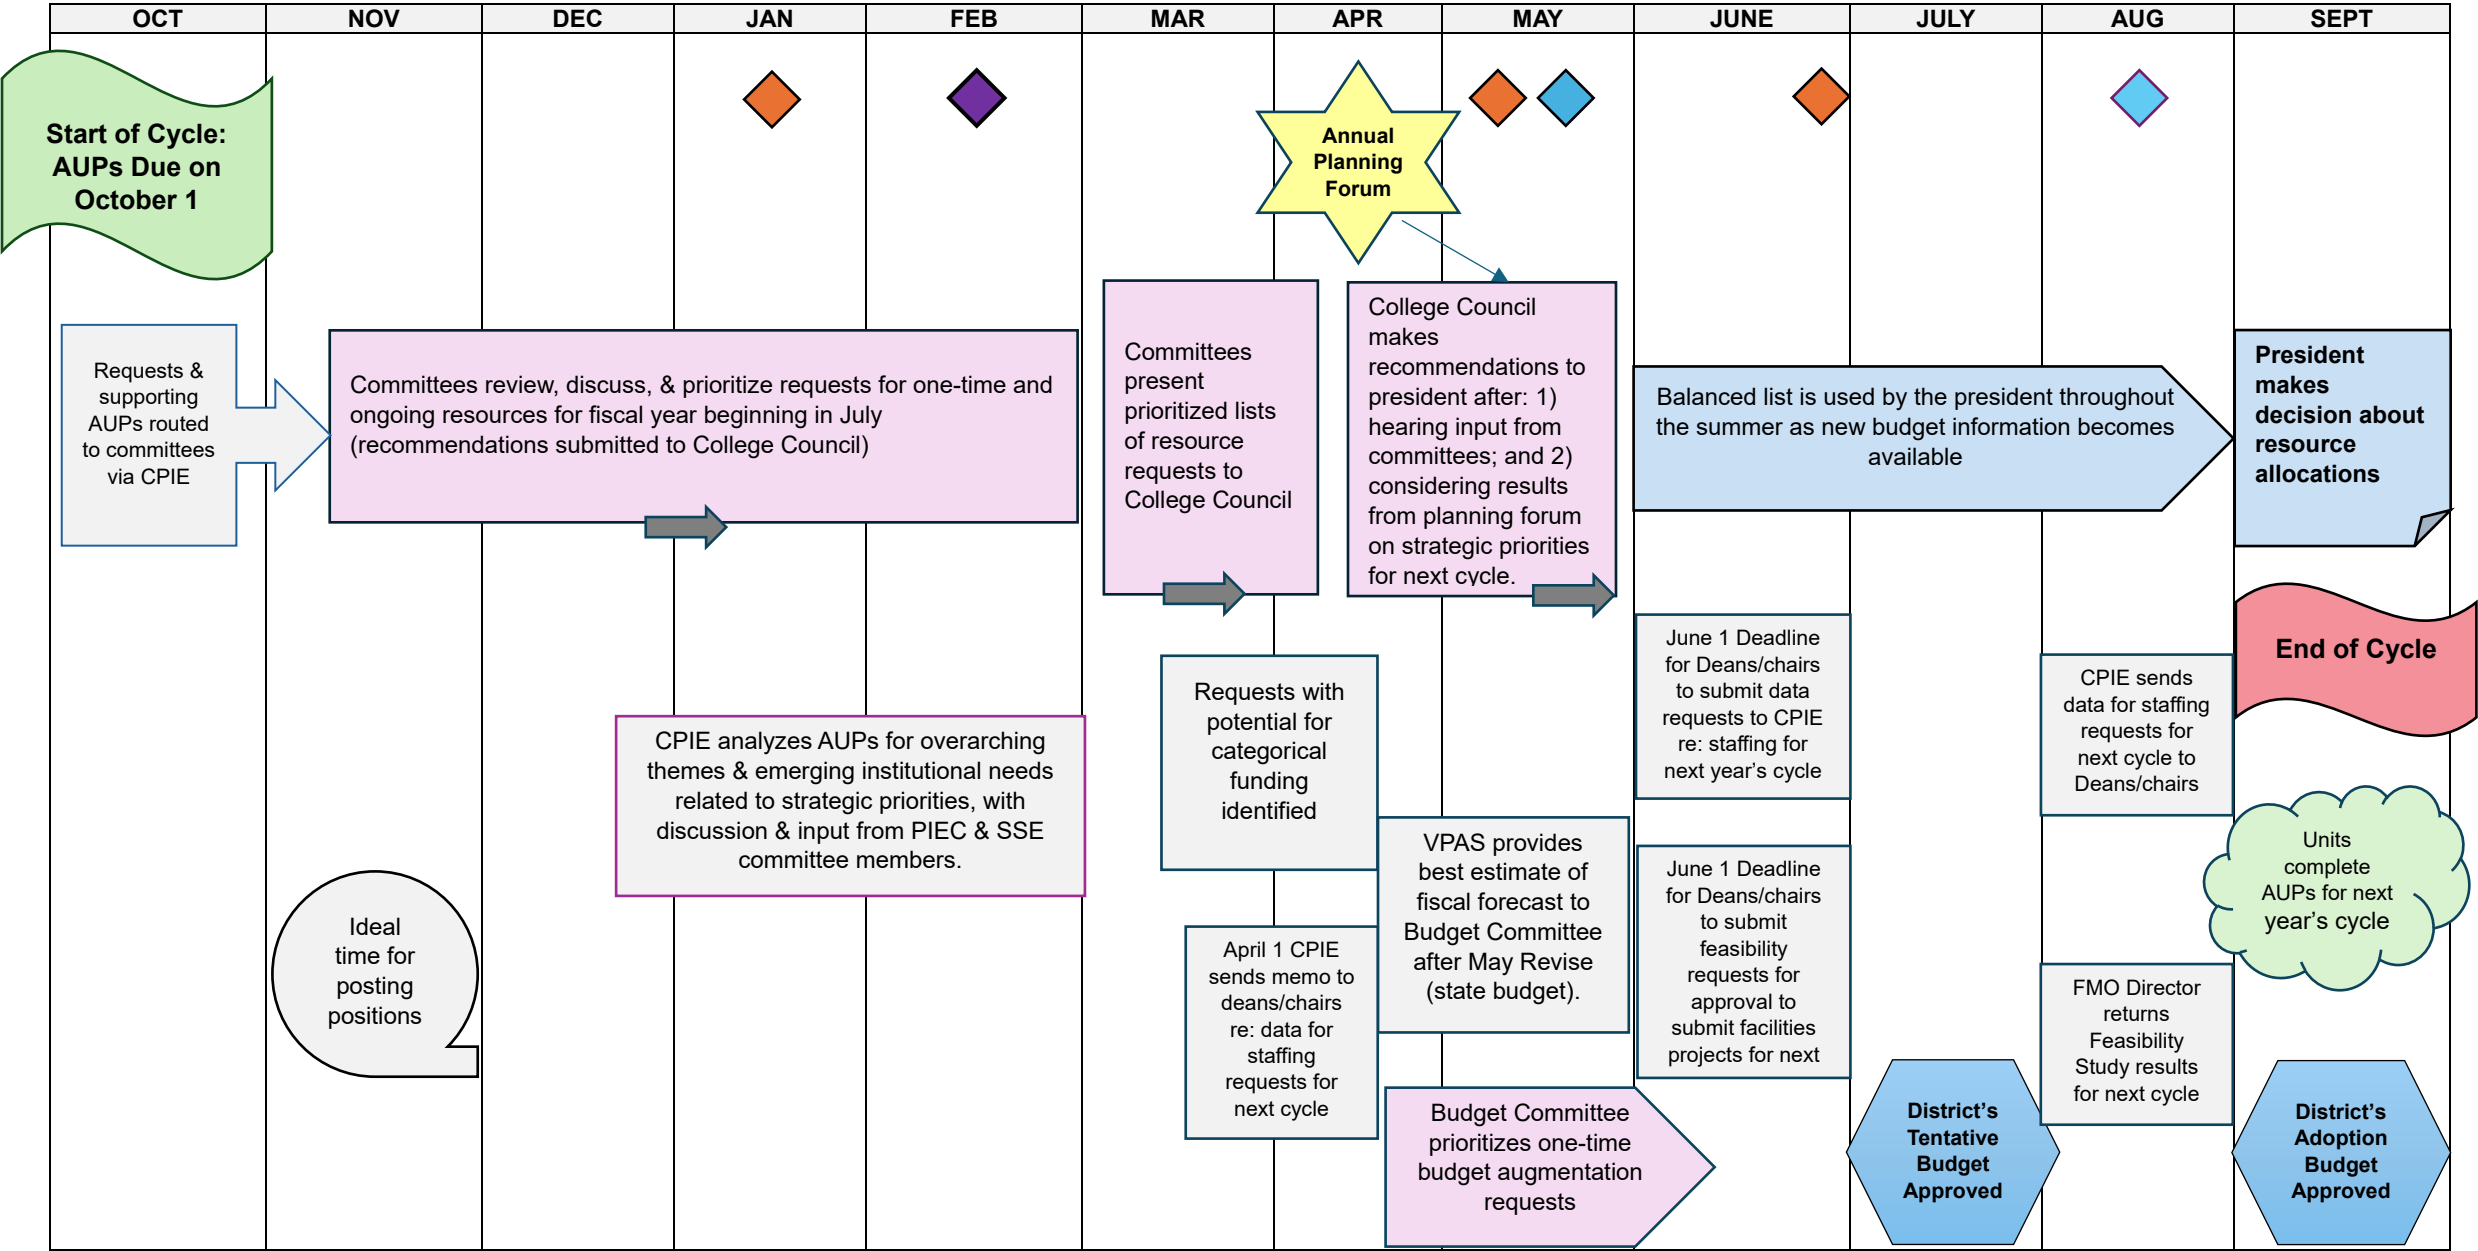 OCT NOV DEC JAN FEB MAR APR MAY JUNE JULY AUG SEPT
Start of Cycle:
AUPs Due on
October 1
Annual
Planning
Forum
Requests &
supporting
AUPs routed
to committees
via CPIE
Committees review, discuss, & prioritize requests for one-time and
ongoing resources for fiscal year beginning in July
(recommendations submitted to College Council)
Committees
present
prioritized lists
of resource
requests to
College Council
College Council
makes
recommendations to
president after: 1)
hearing input from
committees; and 2)
considering results
from planning forum
on strategic priorities
for next cycle.
Balanced list is used by the president throughout
the summer as new budget information becomes
available
President
makes
decision about
resource
allocations
End of Cycle
CPIE analyzes AUPs for overarching
themes & emerging institutional needs
related to strategic priorities, with
discussion & input from PIEC & SSE
committee members.
Requests with
potential for
categorical
funding
identified
June 1 Deadline
for Deans/chairs
to submit data
requests to CPIE
re: staffing for
next year’s cycle
CPIE sends
data for staffing
requests for
next cycle to
Deans/chairs
Ideal
time for
posting
positions
April 1 CPIE
sends memo to
deans/chairs
re: data for
staffing
requests for
next cycle
VPAS provides
best estimate of
fiscal forecast to
Budget Committee
after May Revise
(state budget).
June 1 Deadline
for Deans/chairs
to submit
feasibility
requests for
approval to
submit facilities
projects for next
Units
complete
AUPs for next
year’s cycle
FMO Director
returns
Feasibility
Study results
for next cycle
Budget Committee
prioritizes one-time
budget augmentation
requests
District’s
Tentative
Budget
Approved
District’s
Adoption
Budget
Approved